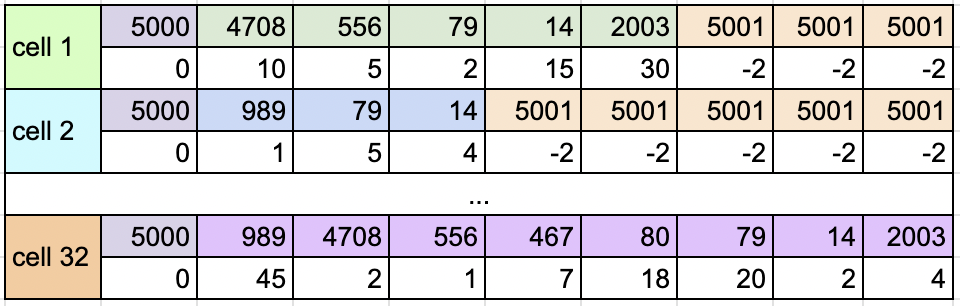 cell 1 5000 4708 556 79 14 2003 5001 5001 5001
0 10 5 2 15 30 -2 -2 -2
cell 2 5000 989 79 14 5001 5001 5001 5001 5001
0 1 5 4 -2 -2 -2 -2 -2
...
cell 32 5000 989 4708 556 467 80 79 14 2003
0 45 2 1 7 18 20 2 4